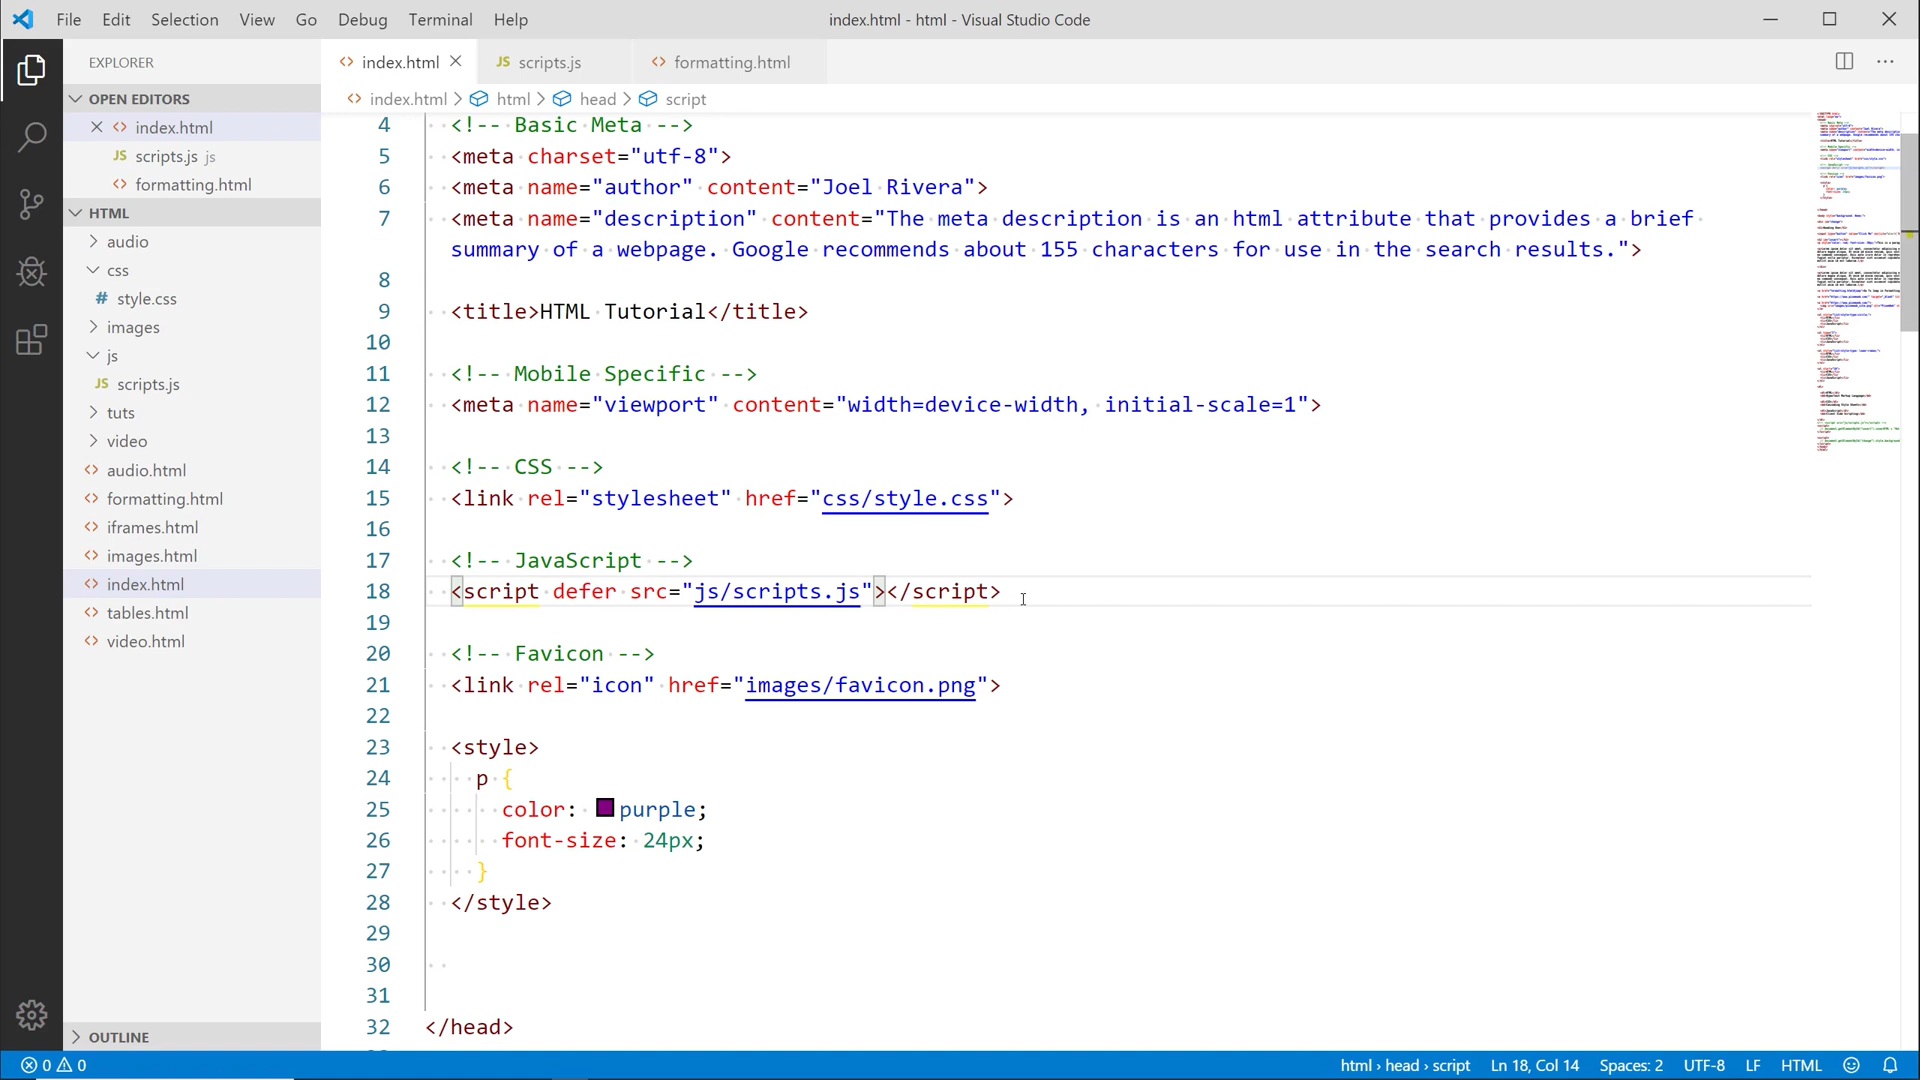 File Edit Selection View Go Debug Terminal Help
index.html - html - Visual Studio Code
EXPLORER
OPEN EDITORS
index.html
JS scripts.js js
formatting.html
HTML
audio
css
# style.css
images
js
JS scripts.js
tuts
video
audio.html
formatting.html
iframes.html
images.html
index.html
tables.html
video.html
OUTLINE
index.html JS scripts.js formatting.html
index.html > html > head > script
4 <!-- Basic Meta -->
5 <meta charset="utf-8">
6 <meta name="author" content="Joel Rivera">
7 <meta name="description" content="The meta description is an html attribute that provides a brief
summary of a webpage. Google recommends about 155 characters for use in the search results.">
8
9 <title>HTML Tutorial</title>
10
11 <!-- Mobile Specific -->
12 <meta name="viewport" content="width=device-width, initial-scale=1">
13
14 <!-- CSS -->
15 <link rel="stylesheet" href="css/style.css">
16
17 <!-- JavaScript -->
18 <script defer src="js/scripts.js"></script>
19
20 <!-- Favicon -->
21 <link rel="icon" href="images/favicon.png">
22
23 <style>
24 p {
25 color: purple;
26 font-size: 24px;
27 }
28 </style>
29
30
31
32 </head>
0 0 html › head › script Ln 18, Col 14 Spaces: 2 UTF-8 LF HTML